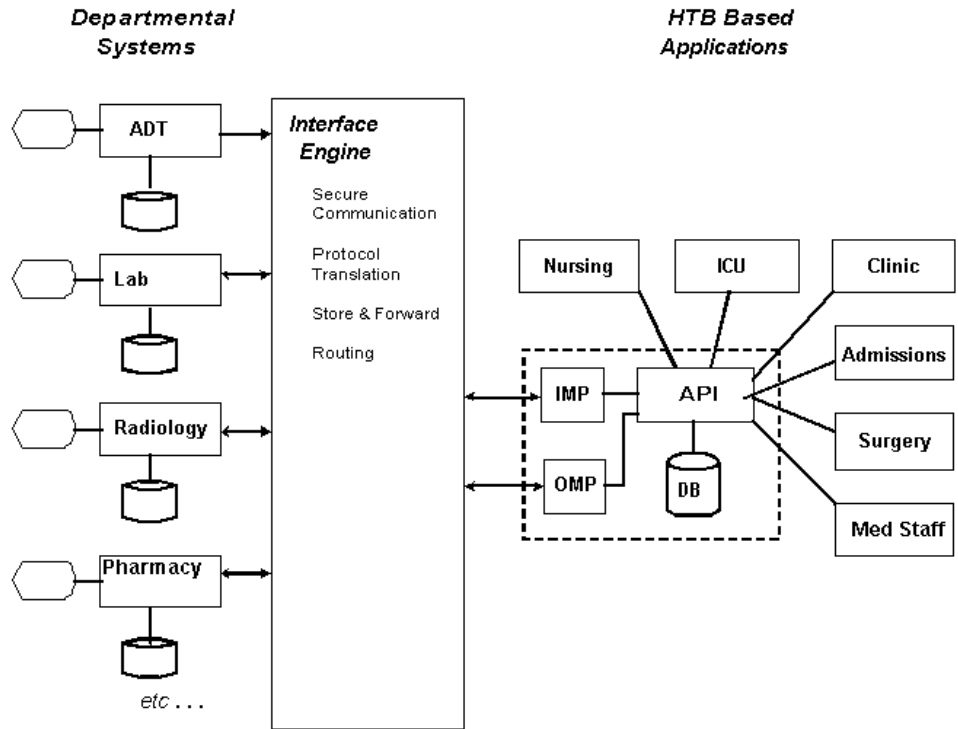 Departmental
Systems
HTB Based
Applications
ADT
Lab
Radiology
Pharmacy
etc . . .
Interface
Engine
Secure
Communication
Protocol
Translation
Store & Forward
Routing
Nursing
ICU
Clinic
Admissions
Surgery
Med Staff
IMP
API
OMP
DB